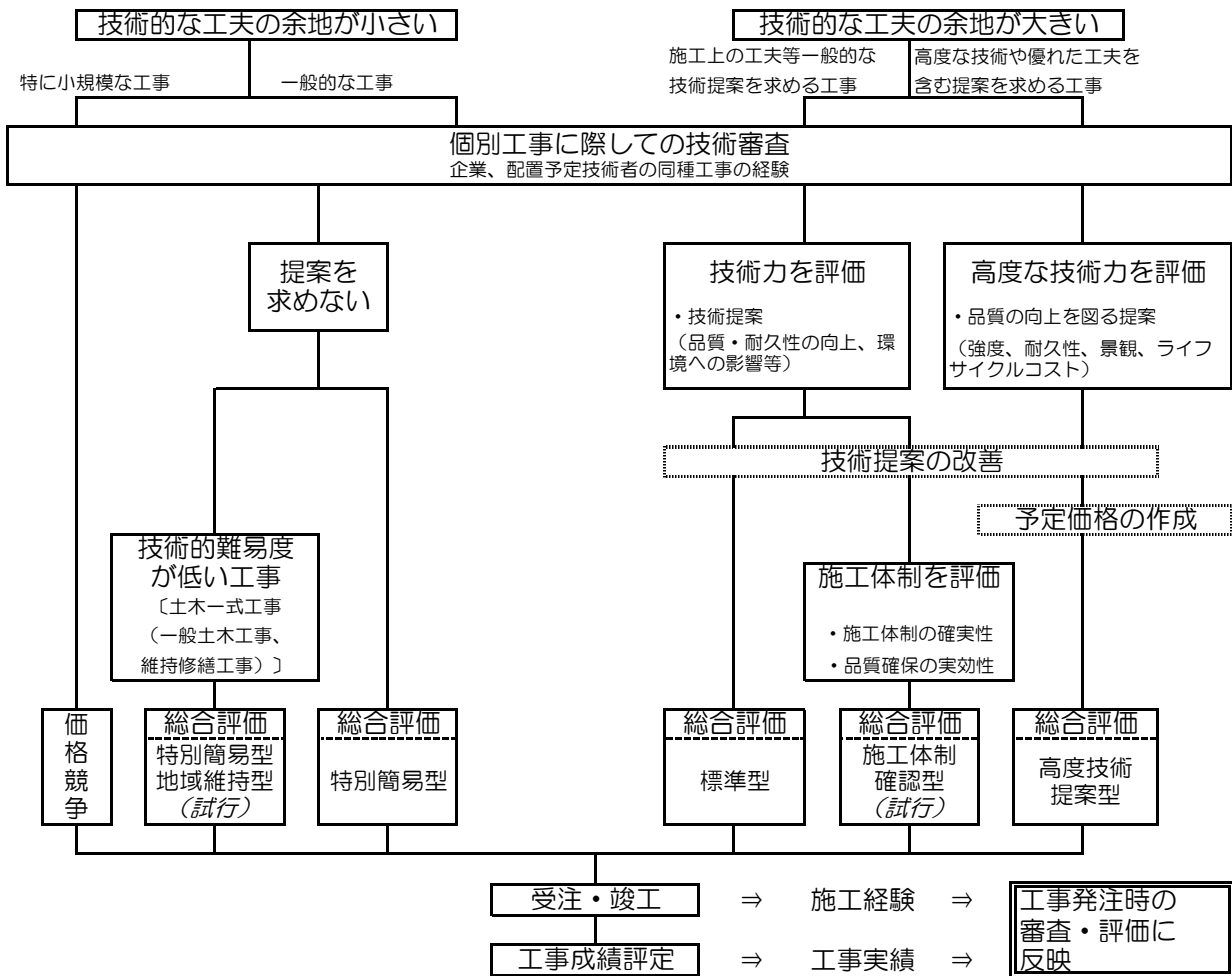 技術的な工夫の余地が小さい
技術的な工夫の余地が大きい
特に小規模な工事
一般的な工事
施工上の工夫等一般的な
技術提案を求める工事
高度な技術や優れた工夫を
含む提案を求める工事
個別工事に際しての技術審査
企業、配置予定技術者の同種工事の経験
提案を
求めない
技術力を評価
・技術提案
（品質・耐久性の向上、環
境への影響等）
高度な技術力を評価
・品質の向上を図る提案
（強度、耐久性、景観、ライフ
サイクルコスト）
技術提案の改善
予定価格の作成
技術的難易度
が低い工事
〔土木一式工事
（一般土木工事、
維持修繕工事）〕
施工体制を評価
・施工体制の確実性
・品質確保の実効性
価
格
競
争
総合評価
特別簡易型
地域維持型
（試行）
総合評価
特別簡易型
総合評価
標準型
総合評価
施工体制
確認型
（試行）
総合評価
高度技術
提案型
受注・竣工 ⇒ 施工経験 ⇒
工事成績評定 ⇒ 工事実績 ⇒
工事発注時の
審査・評価に
反映